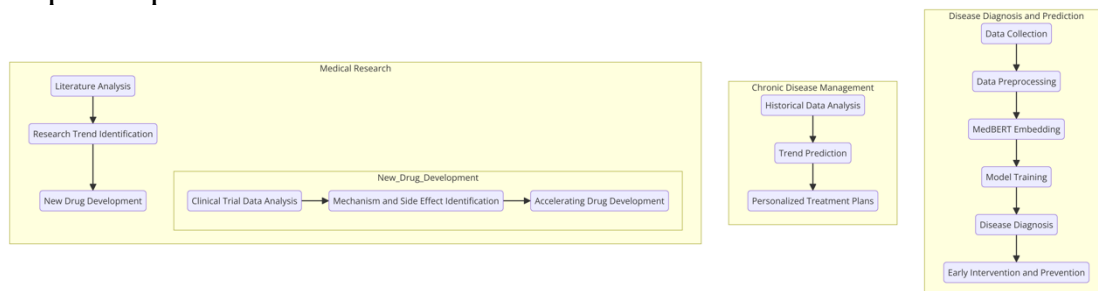 Medical Research
Literature Analysis
Research Trend Identification
New Drug Development
New_Drug_Development
Clinical Trial Data Analysis
Mechanism and Side Effect Identification
Accelerating Drug Development
Chronic Disease Management
Historical Data Analysis
Trend Prediction
Personalized Treatment Plans
Disease Diagnosis and Prediction
Data Collection
Data Preprocessing
MedBERT Embedding
Model Training
Disease Diagnosis
Early Intervention and Prevention